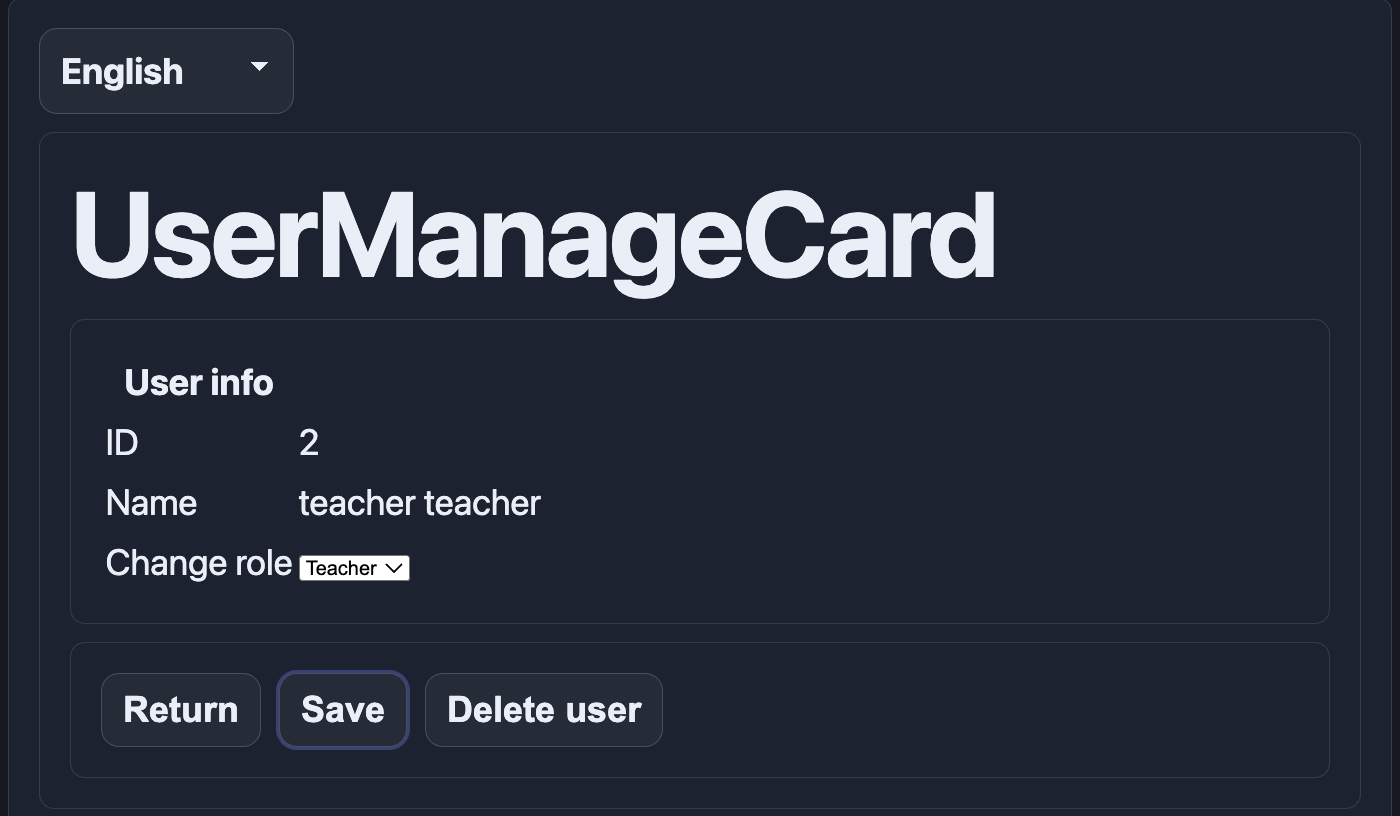 English
UserManageCard
User info
ID 2
Name teacher teacher
Change role Teacher
Return Save Delete user